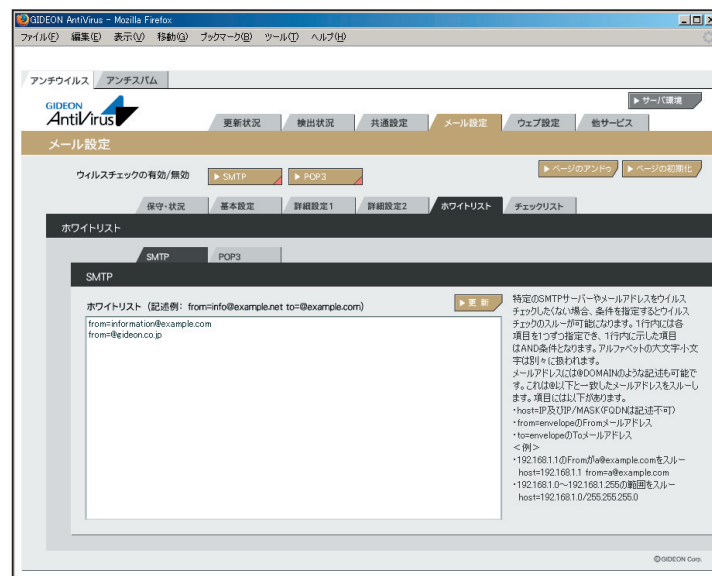 GIDEON AntiVirus - Mozilla Firefox
ファイル(F) 編集(E) 表示(V) 移動(G) ブックマーク(B) ツール(T) ヘルプ(H)
アンチウイルス アンチスパム
GIDEON
AntiVirus
▶ サーバ環境
更新状況 検出状況 共通設定 メール設定 ウェブ設定 他サービス
メール設定
ウィルスチェックの有効/無効 ▶ SMTP ▶ POP3 ▶ ページのアンドゥ ▶ ページの初期化
保守・状況 基本設定 詳細設定1 詳細設定2 ホワイトリスト チェックリスト
ホワイトリスト
SMTP POP3
SMTP
ホワイトリスト (記述例: from=info@example.net to=@example.com) ▶ 更 新
from=information@example.com
from=@gideon.co.jp
特定のSMTPサーバーやメールアドレスをウイルス
チェックしたくない場合、条件を指定するとウイルス
チェックのスルーが可能になります。1行内には各
項目を1つずつ指定でき、1行内に示した項目
はAND条件となります。アルファベットの大文字小文
字は別々に扱われます。
メールアドレスには@DOMAINのような記述も可能で
す。これは@以下と一致したメールアドレスをスルーし
ます。項目には以下があります。
・host=IP及びIP/MASK(FQDNは記述不可)
・from=envelopeのFromメールアドレス
・to=envelopeのToメールアドレス
<例>
・192.168.1.1のFromがa@example.comをスルー
host=192.168.1.1 from=a@example.com
・192.168.1.0～192.168.1.255の範囲をスルー
host=192.168.1.0/255.255.255.0
©GIDEON Corp.